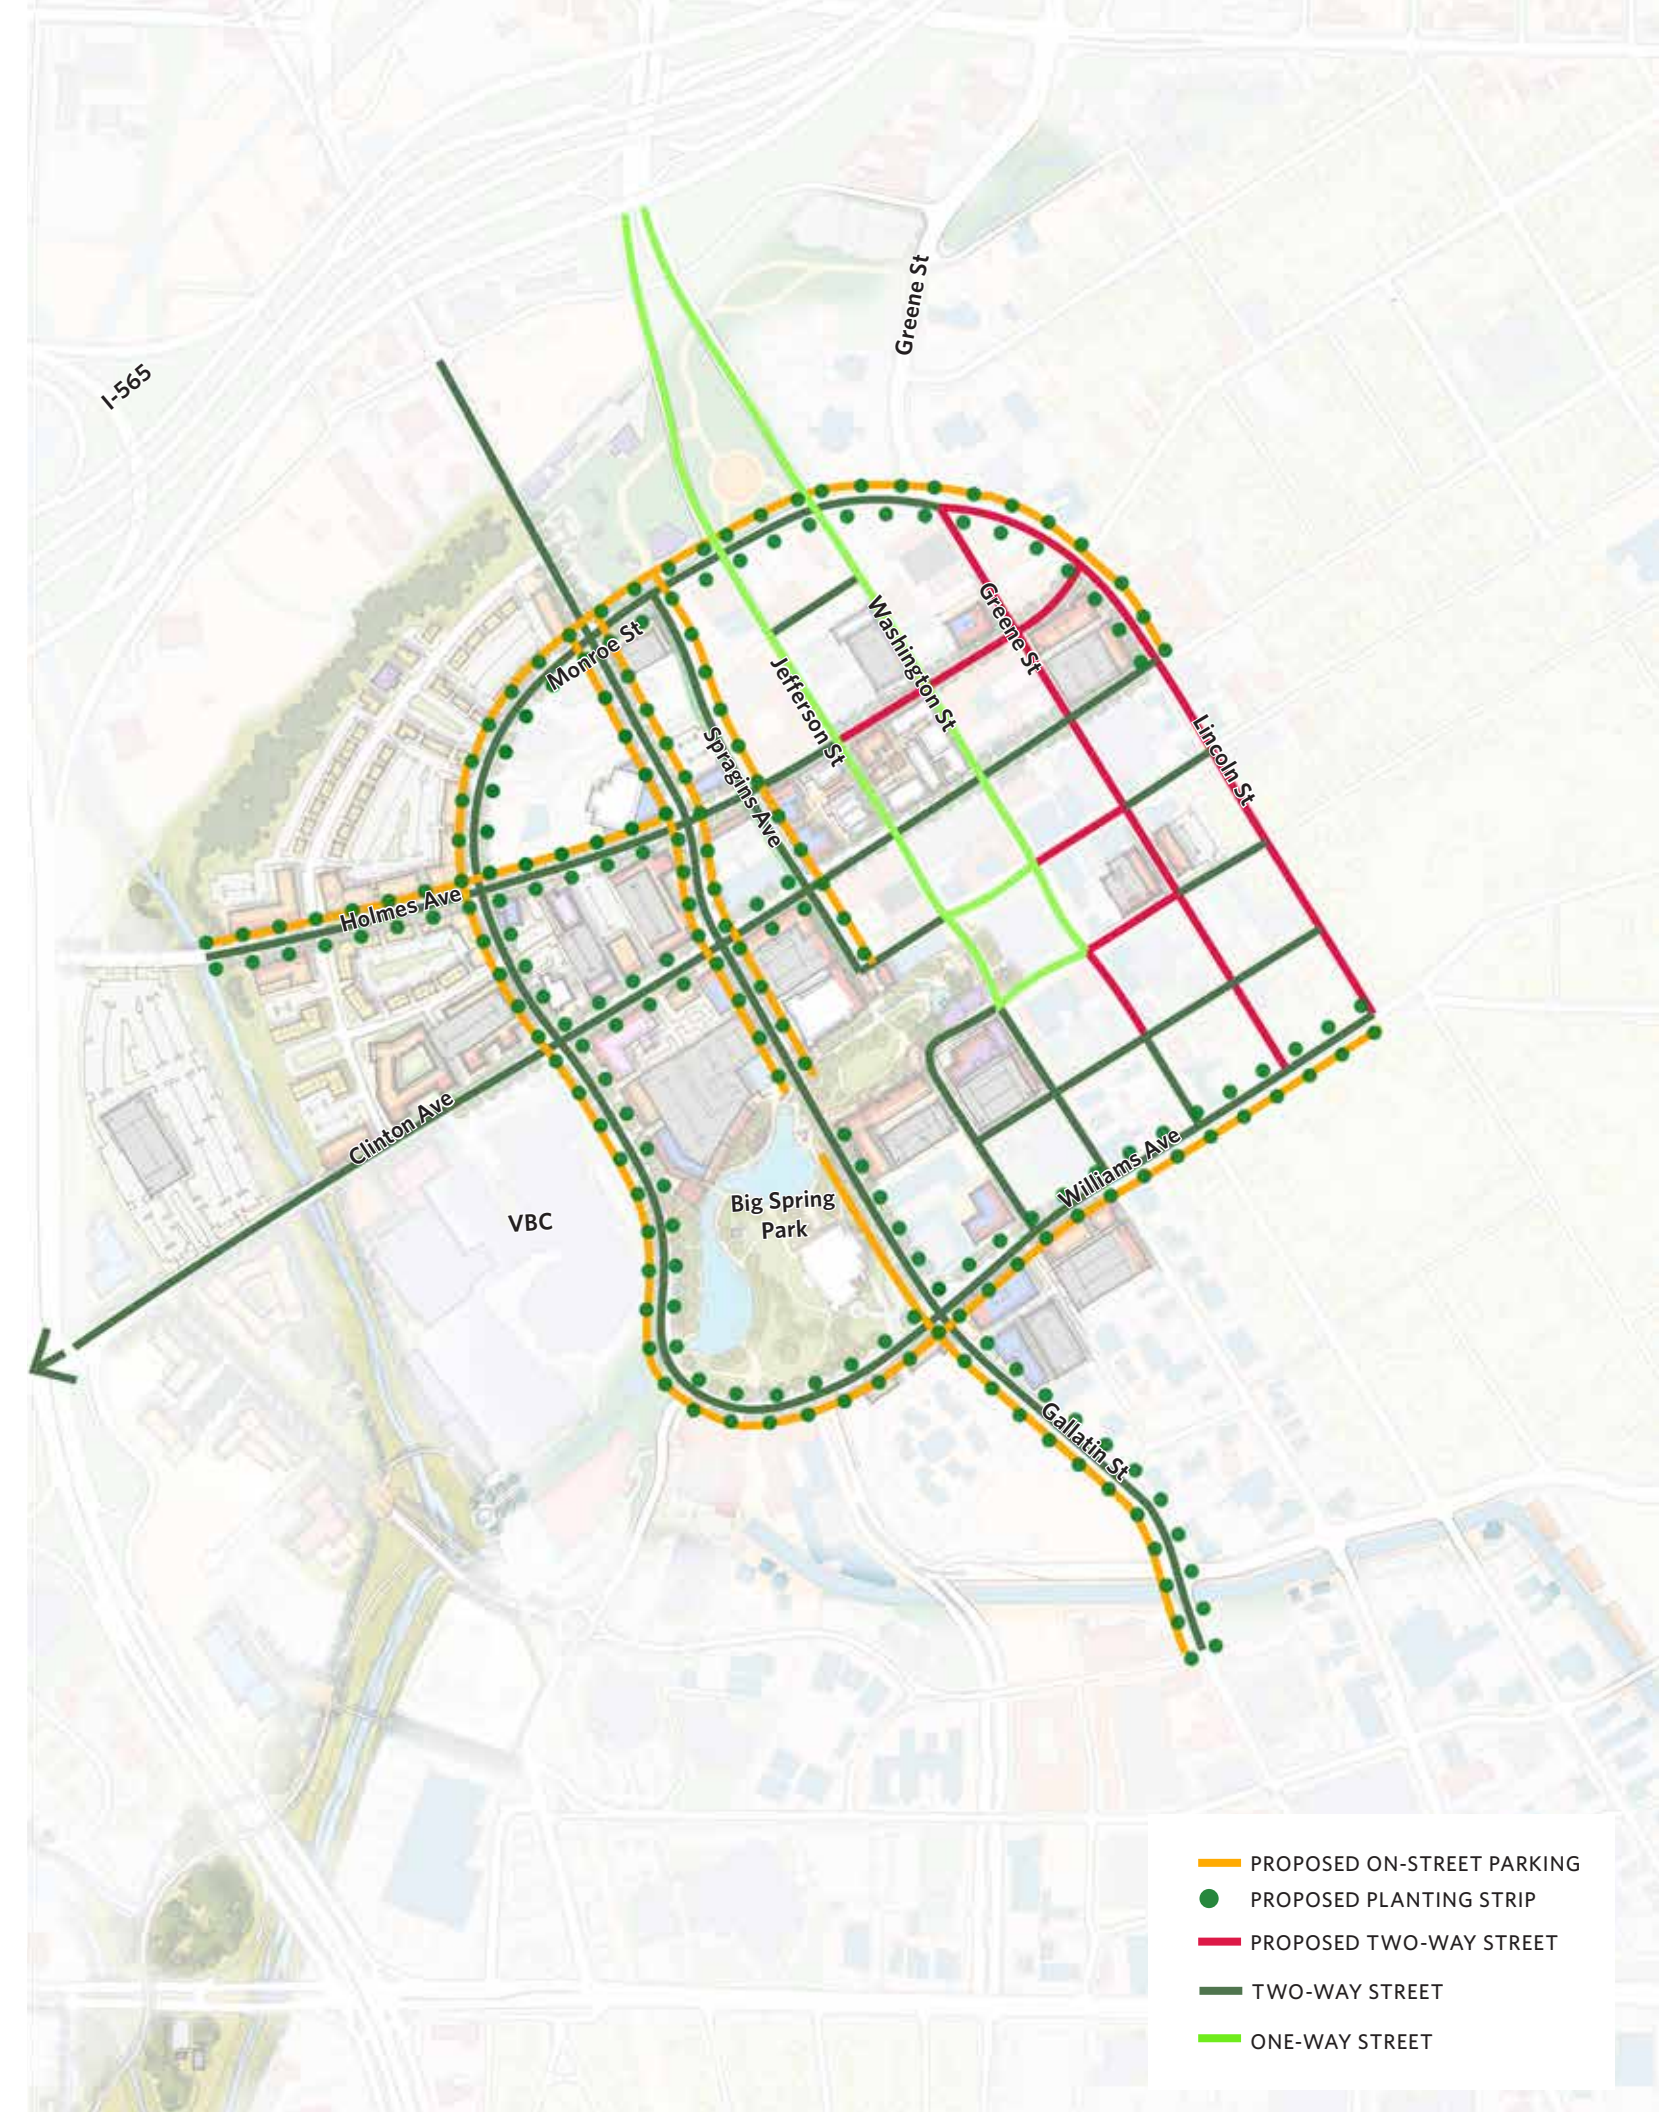 Greene St
I-565
Greene St
Monroe St
Washington St
Jefferson St
Spragins Ave
Lincoln St
Holmes Ave
Clinton Ave
Williams Ave
Big Spring
Park
VBC
Gallatin St
PROPOSED ON-STREET PARKING
PROPOSED PLANTING STRIP
PROPOSED TWO-WAY STREET
TWO-WAY STREET
ONE-WAY STREET